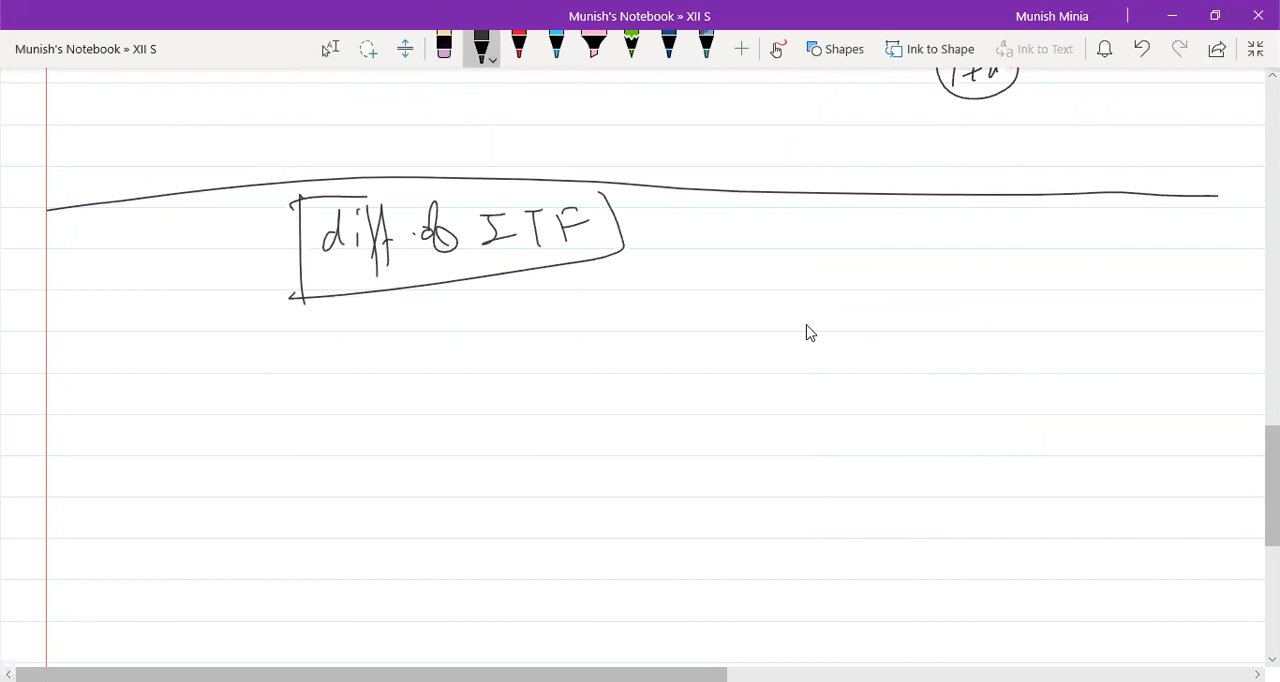 Munish's Notebook » XII S
Munish Minia
Munish's Notebook » XII S
Shapes
Ink to Shape
Ink to Text
diff. of ITF